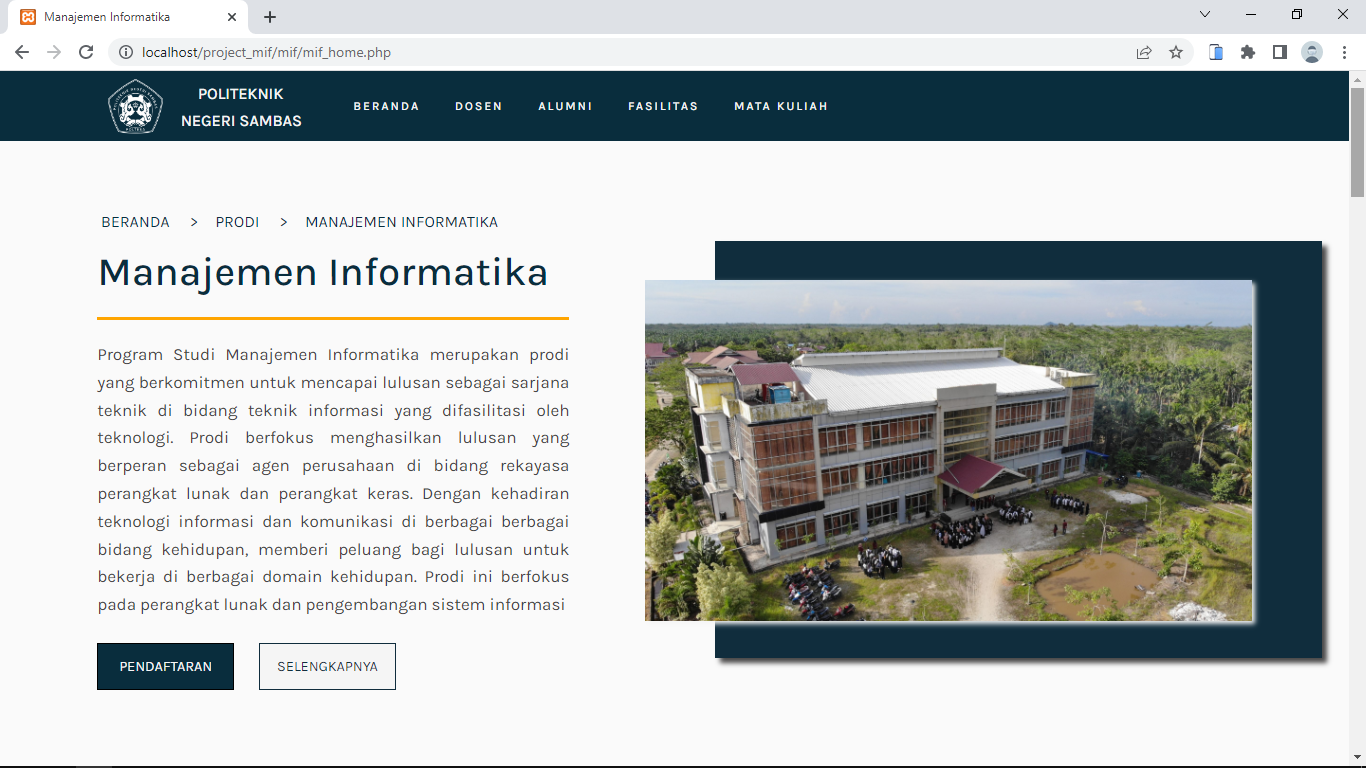 Manajemen Informatika
localhost/project_mif/mif/mif_home.php
POLITEKNIK
NEGERI SAMBAS
BERANDA DOSEN ALUMNI FASILITAS MATA KULIAH
BERANDA > PRODI > MANAJEMEN INFORMATIKA
Manajemen Informatika
Program Studi Manajemen Informatika merupakan prodi
yang berkomitmen untuk mencapai lulusan sebagai sarjana
teknik di bidang teknik informasi yang difasilitasi oleh
teknologi. Prodi berfokus menghasilkan lulusan yang
berperan sebagai agen perusahaan di bidang rekayasa
perangkat lunak dan perangkat keras. Dengan kehadiran
teknologi informasi dan komunikasi di berbagai berbagai
bidang kehidupan, memberi peluang bagi lulusan untuk
bekerja di berbagai domain kehidupan. Prodi ini berfokus
pada perangkat lunak dan pengembangan sistem informasi
PENDAFTARAN SELENGKAPNYA